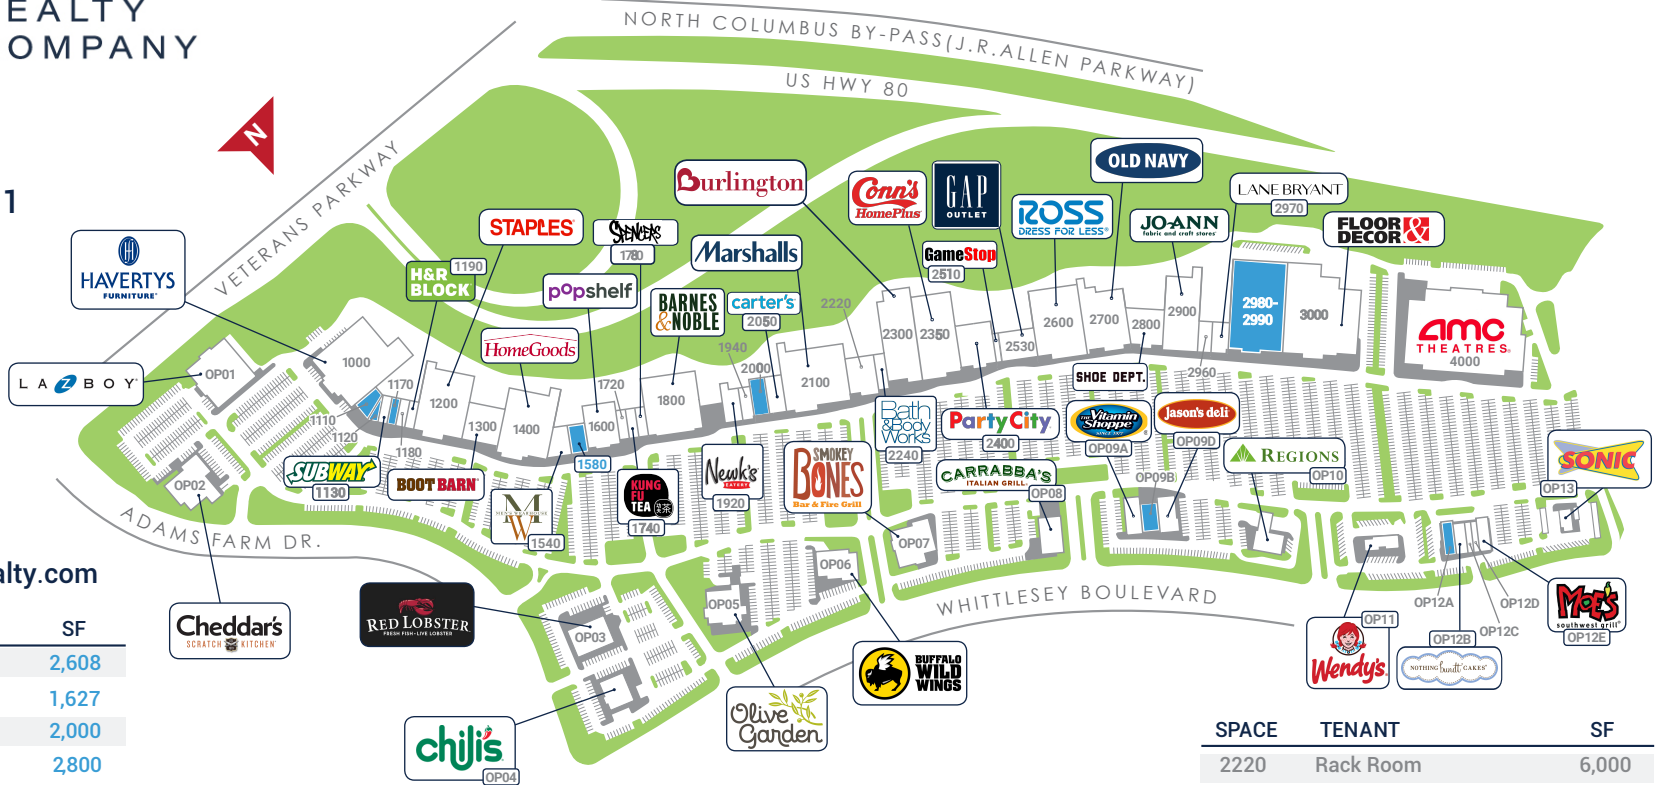 EALTY
OMPANY
NORTH COLUMBUS BY-PASS(J.R.ALLEN PARKWAY)
US HWY 80
VETERANS PARKWAY
N
1
OLD NAVY
Burlington
Conn's
HomePlus
GAP
OUTLET
LANE BRYANT
2970
ROSS
DRESS FOR LESS
JO-ANN
fabric and craft stores
FLOOR &
DECOR
STAPLES
SPENCERS
1780
Marshalls
GameStop
2510
HAVERTYS
FURNITURE
H&R
BLOCK
1190
popshelf
BARNES
&NOBLE
carter's
2050
2220
HomeGoods
1940
2000
LA Z BOY
OP01
1000
1170
1200
1110
1120
1180
1300
1400
1720
1600
1800
2100
2300
2350
2530
2600
2700
2800
2900
2960
2980-
2990
3000
amc
THEATRES
4000
SHOE DEPT.
SUBWAY
1130
BOOT BARN
M
MEN'S WEARHOUSE
W
1540
1580
KUNG
FU
TEA
1740
Newk's
EATERY
1920
SMOKEY
BONES
Bar & Fire Grill
Bath
&Body
Works
2240
PartyCity
2400
THE
Vitamin
Shoppe
SINCE 1977
OP09A
Jason's deli
OP09D
CARRABBA'S
ITALIAN GRILL
OP08
OP09B
REGIONS
OP10
SONIC
OP13
OP02
ADAMS FARM DR.
OP07
OP06
OP05
OP03
WHITTLESEY BOULEVARD
Cheddar's
SCRATCH KITCHEN
RED LOBSTER
FRESH FISH • LIVE LOBSTER
chili's
OP04
Olive
Garden
BUFFALO
WILD
WINGS
OP11
Wendy's
OP12A
OP12B
NOTHING bundt CAKES
OP12C
OP12D
MOE'S
southwest grill
OP12E
alty.com
SF
2,608
1,627
2,000
2,800
SPACE TENANT SF
2220 Rack Room 6,000